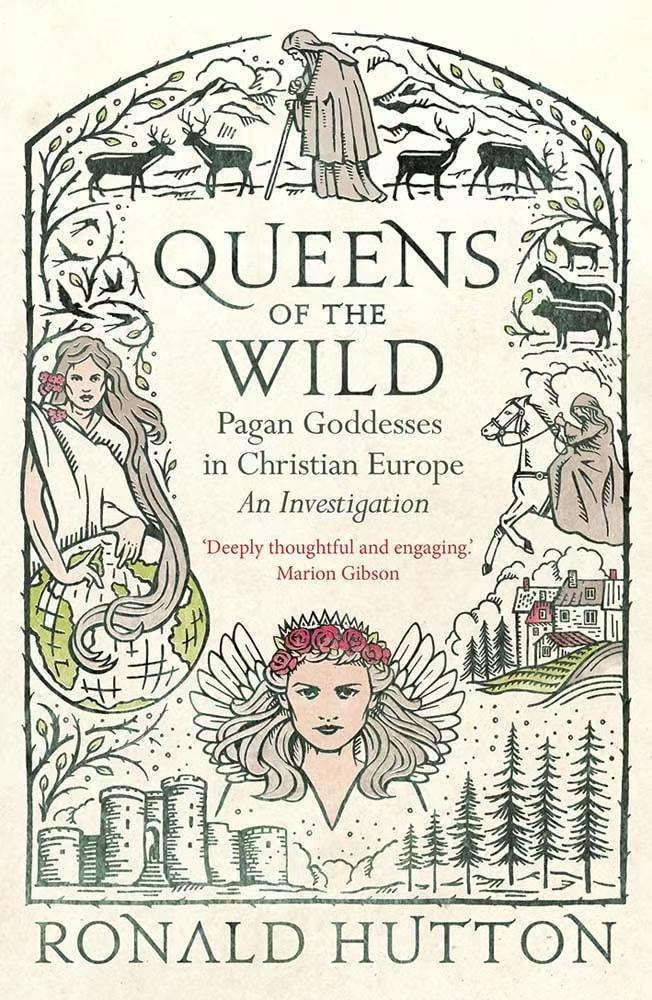 QUEENS
OF THE
WILD
Pagan Goddesses
in Christian Europe
An Investigation
‘Deeply thoughtful and engaging.’
Marion Gibson
RONALD HUTTON